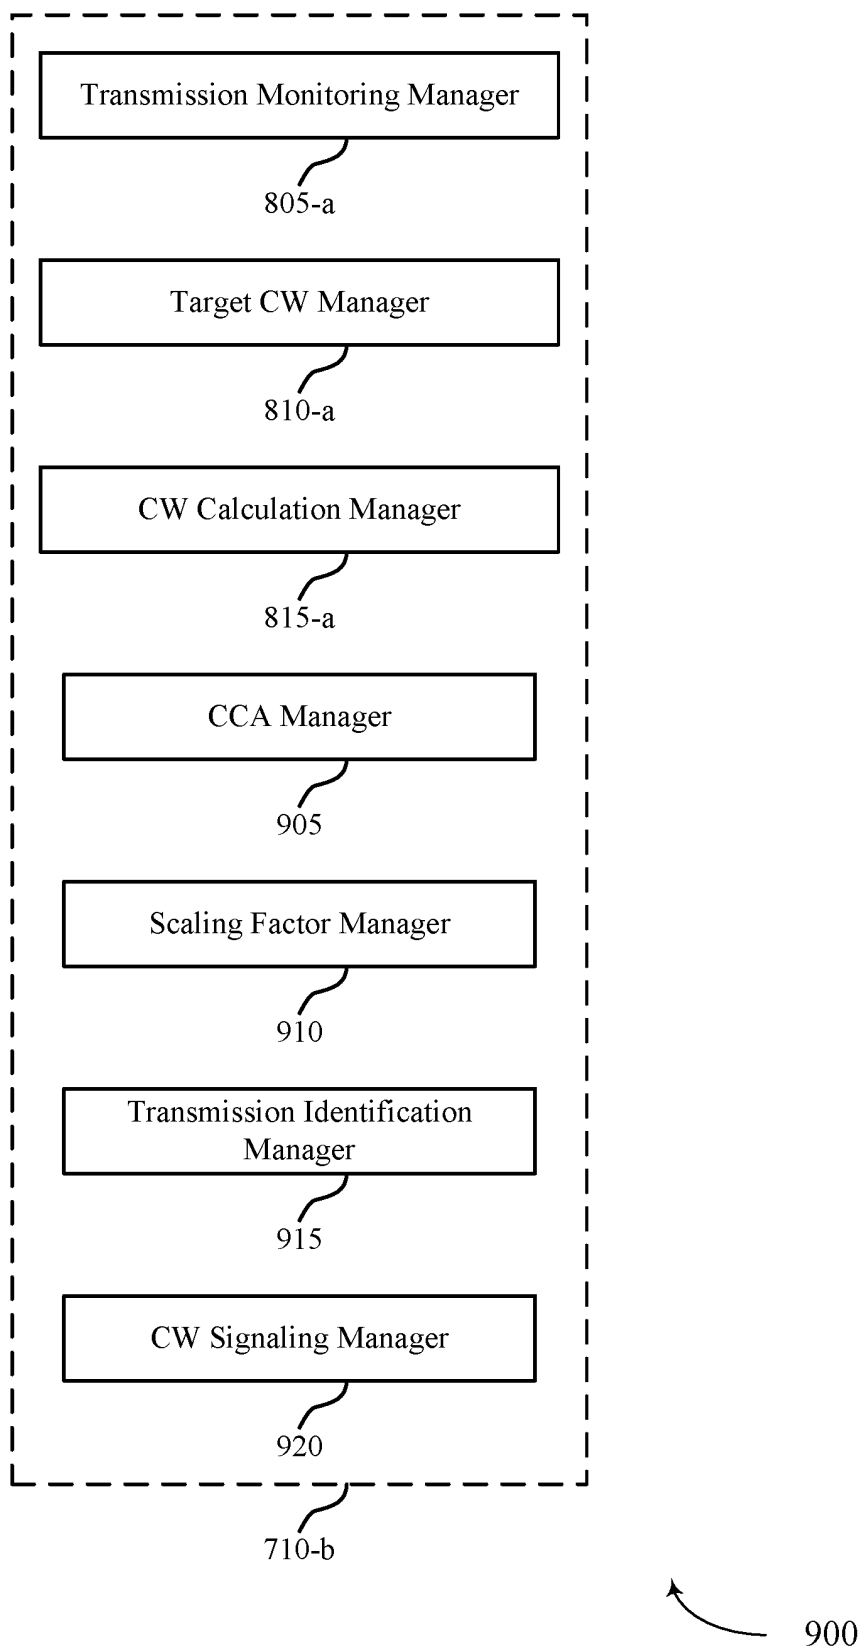 Transmission Monitoring Manager
805-a
Target CW Manager
810-a
CW Calculation Manager
815-a
CCA Manager
905
Scaling Factor Manager
910
Transmission Identification
Manager
915
CW Signaling Manager
920
710-b
900